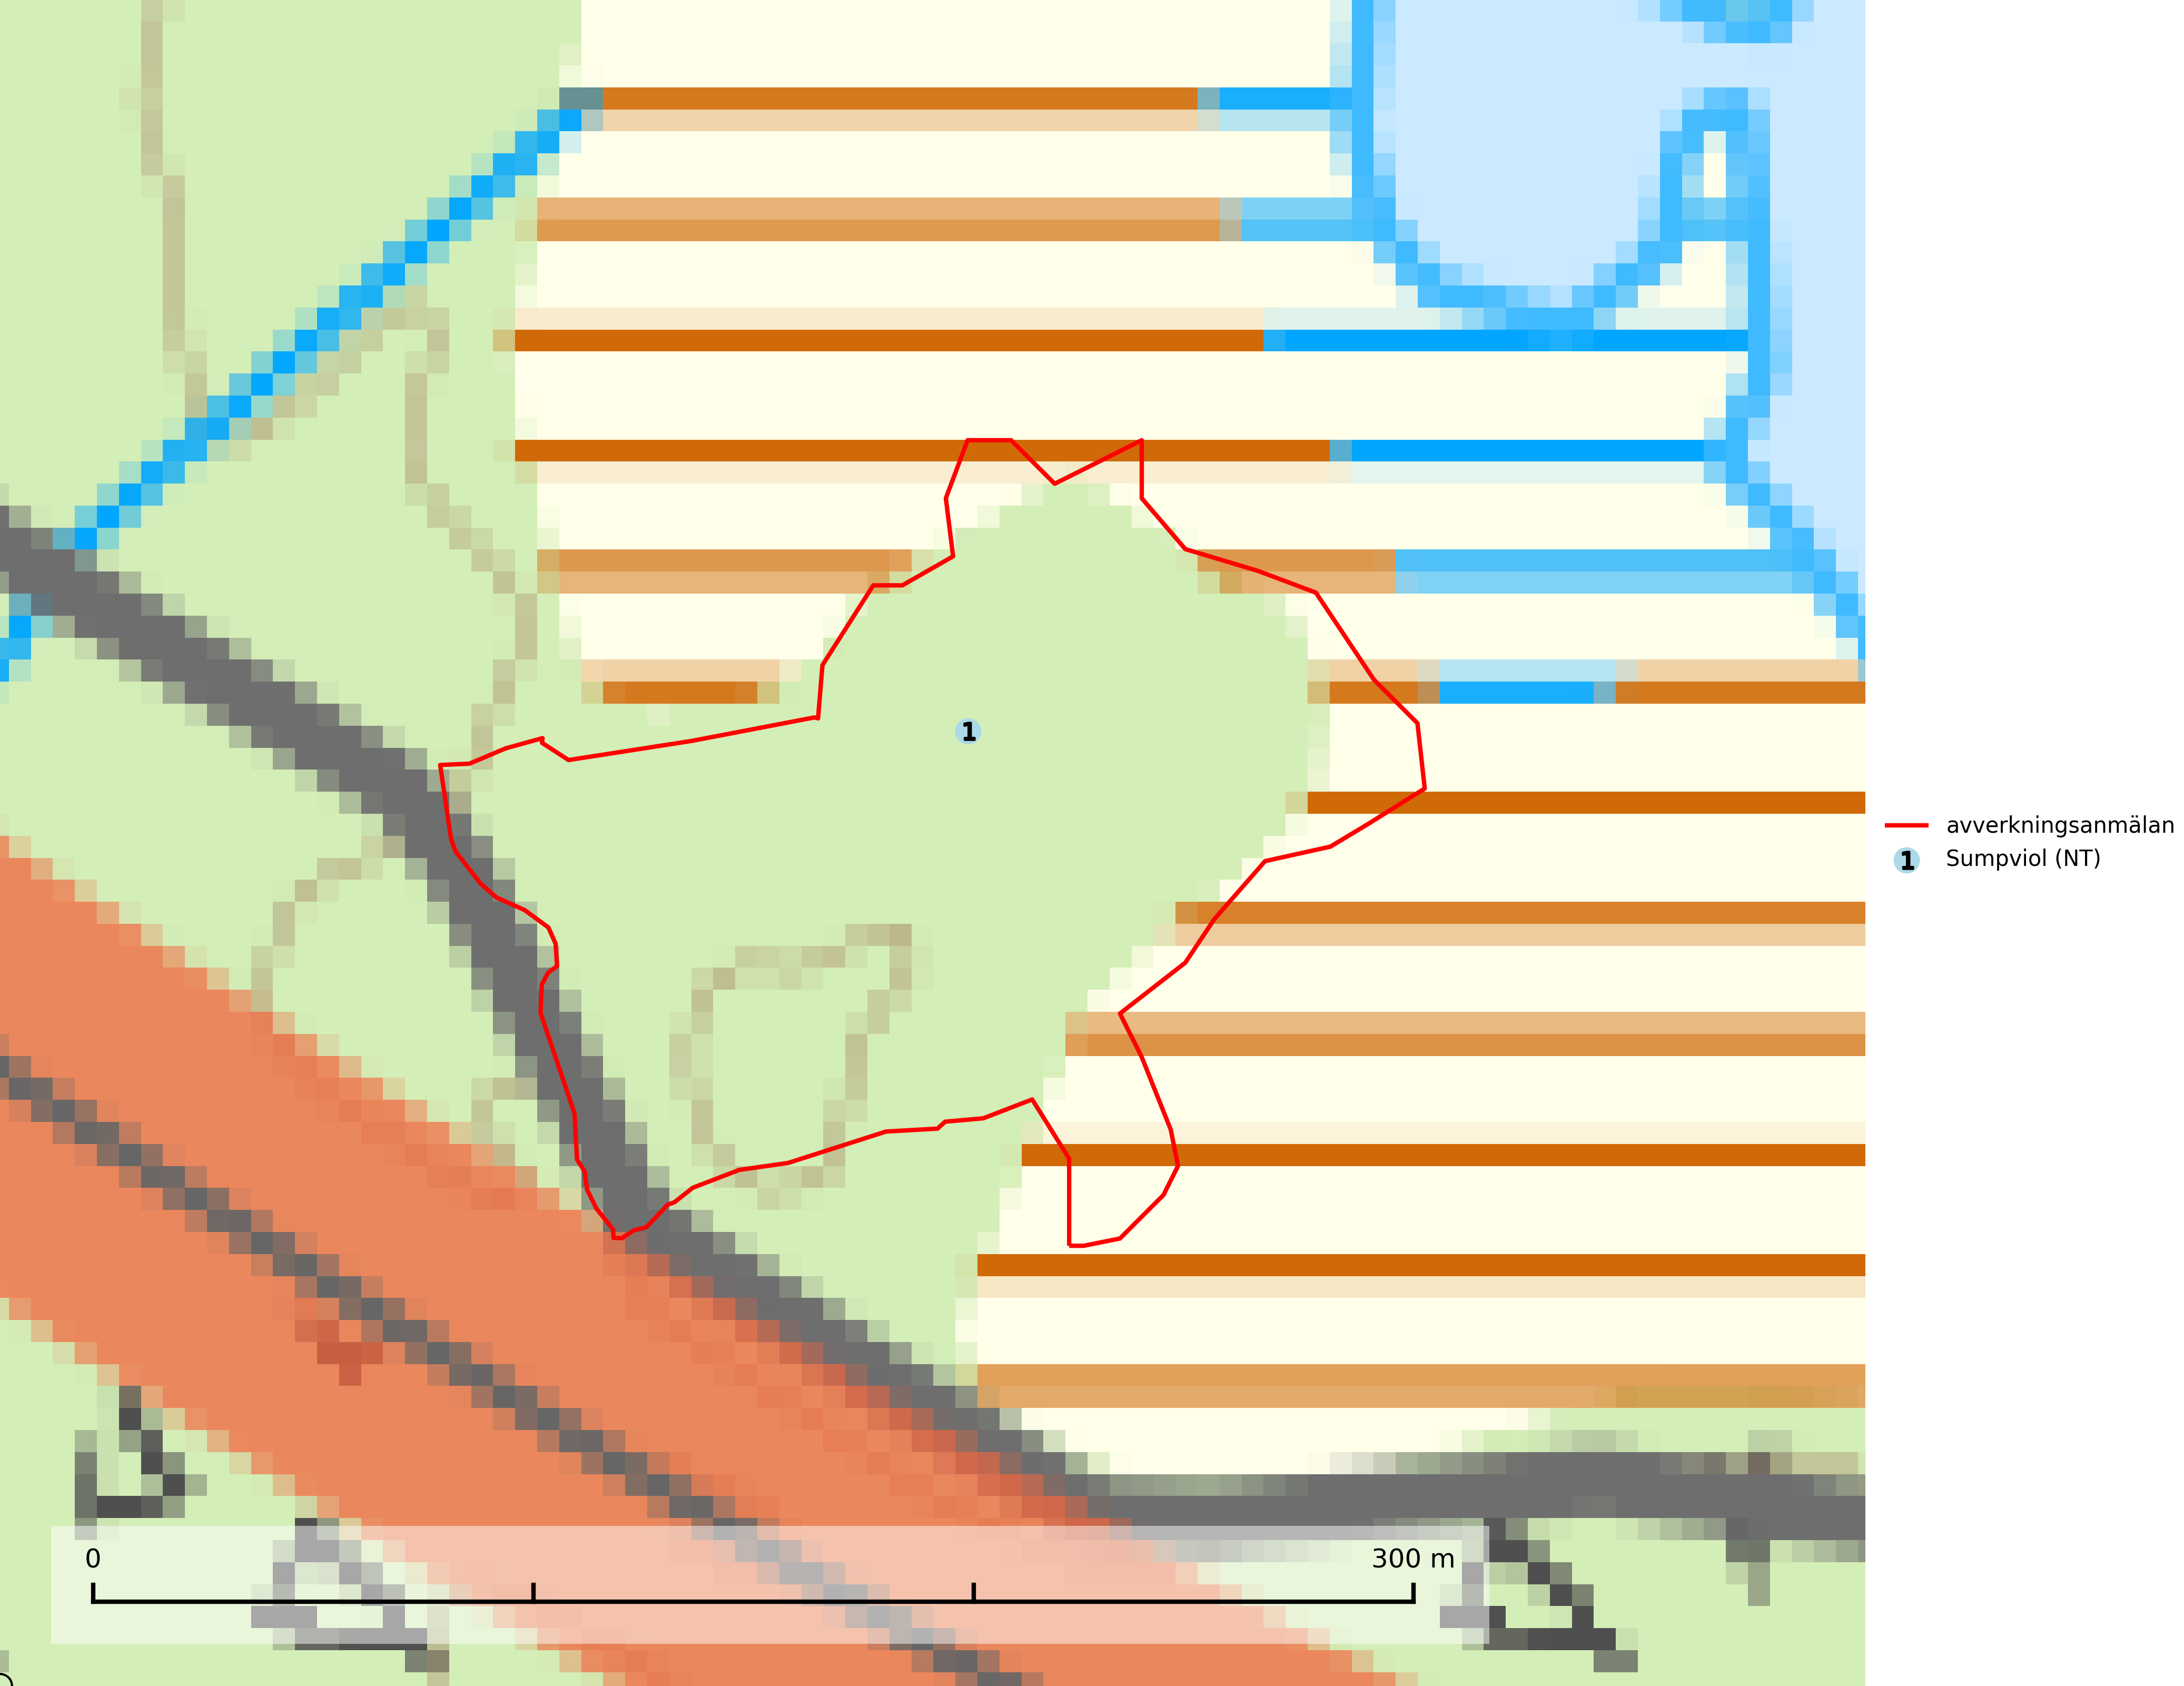 1
avverkningsanmälan
1 Sumpviol (NT)
0 300 m